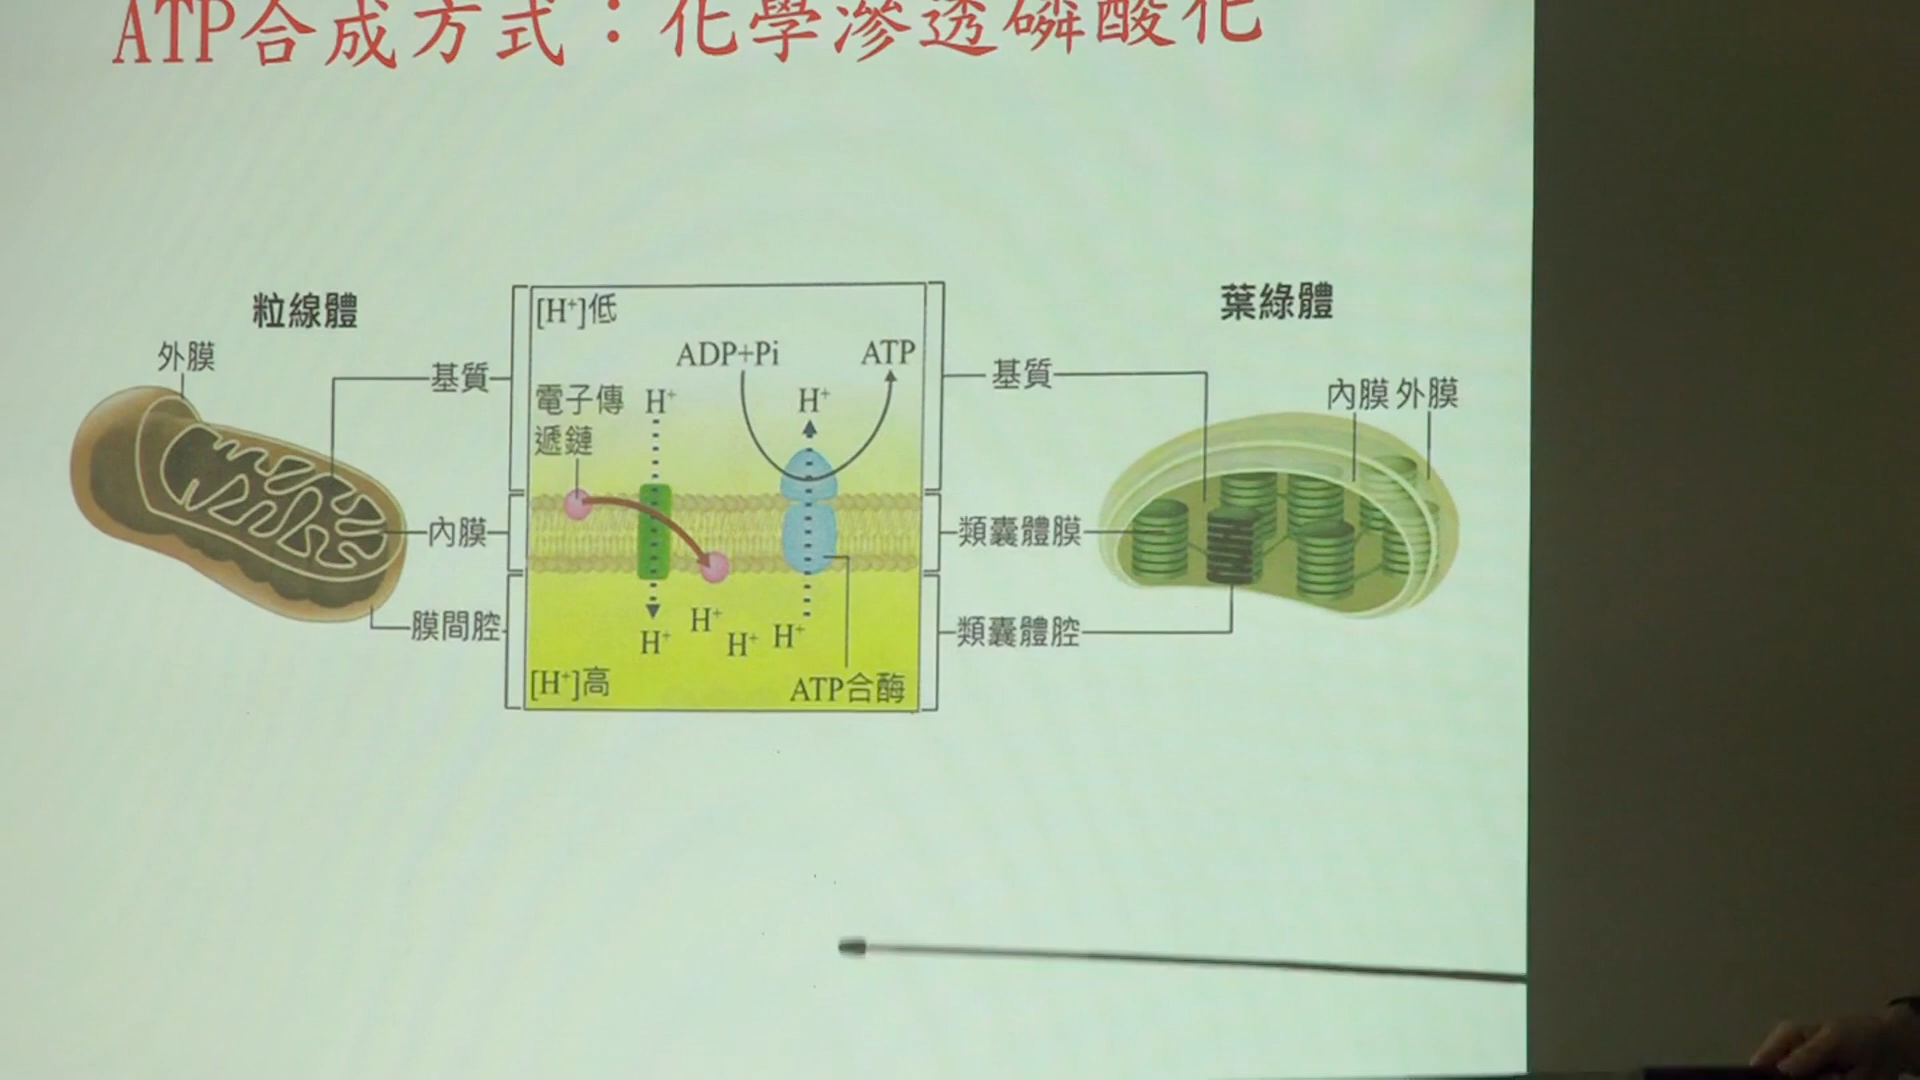 ATP合成方式：化學滲透磷酸化
粒線體
外膜
基質
內膜
膜間腔
[H⁺]低
ADP+Pi
ATP
電子傳
遞鏈
H⁺
H⁺
H⁺
H⁺
H⁺
H⁺
[H⁺]高
ATP合酶
葉綠體
基質
內膜
外膜
類囊體膜
類囊體腔